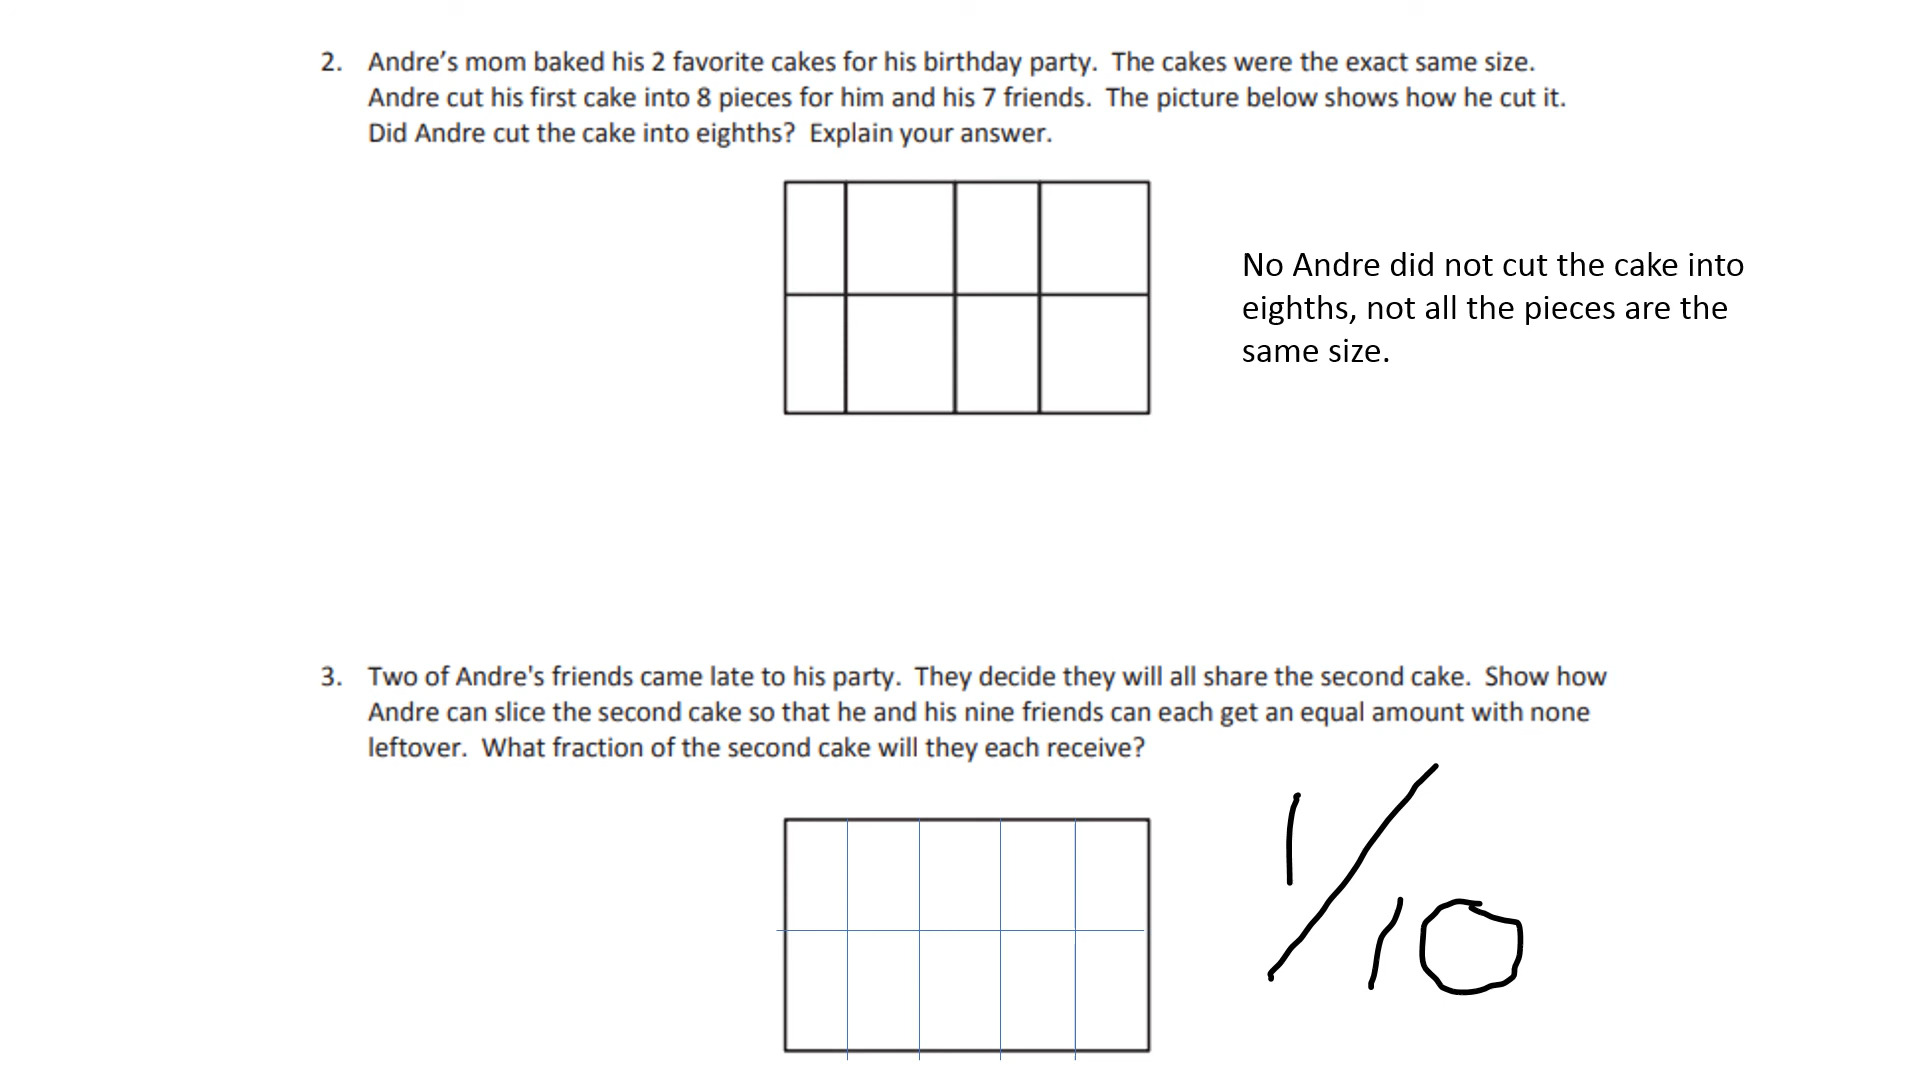 2. Andre’s mom baked his 2 favorite cakes for his birthday party. The cakes were the exact same size.
Andre cut his first cake into 8 pieces for him and his 7 friends. The picture below shows how he cut it.
Did Andre cut the cake into eighths? Explain your answer.
No Andre did not cut the cake into
eighths, not all the pieces are the
same size.
3. Two of Andre's friends came late to his party. They decide they will all share the second cake. Show how
Andre can slice the second cake so that he and his nine friends can each get an equal amount with none
leftover. What fraction of the second cake will they each receive?
1/10